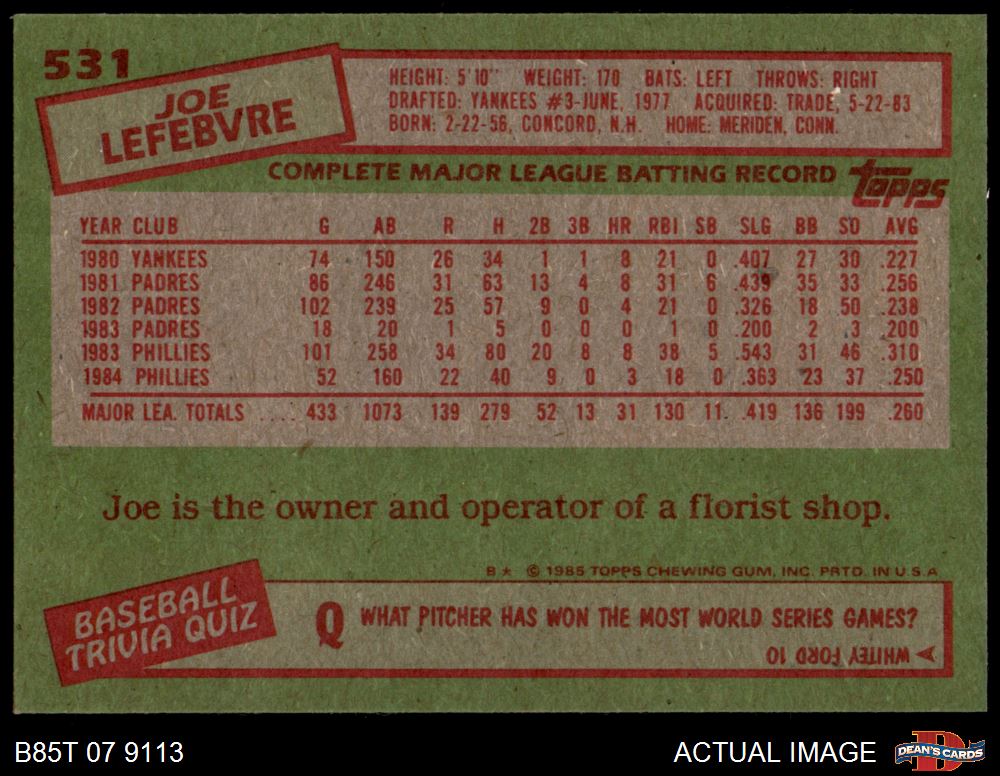 531
JOE
LEFEBVRE
HEIGHT: 5'10" WEIGHT: 170 BATS: LEFT THROWS: RIGHT
DRAFTED: YANKEES #3-JUNE, 1977 ACQUIRED: TRADE, 5-22-83
BORN: 2-22-56, CONCORD, N.H. HOME: MERIDEN, CONN.
COMPLETE MAJOR LEAGUE BATTING RECORD topps
YEAR CLUB G AB R H 2B 3B HR RBI SB SLG BB SO AVG
1980 YANKEES 74 150 26 34 1 1 8 21 0 .407 27 30 .227
1981 PADRES 86 246 31 63 13 4 8 31 6 .439 35 33 .256
1982 PADRES 102 239 25 57 9 0 4 21 0 .326 18 50 .238
1983 PADRES 18 20 1 5 0 0 0 1 0 .200 2 3 .200
1983 PHILLIES 101 258 34 80 20 8 8 38 5 .543 31 46 .310
1984 PHILLIES 52 160 22 40 9 0 3 18 0 .363 23 37 .250
MAJOR LEA. TOTALS .... 433 1073 139 279 52 13 31 130 11 .419 136 199 .260
Joe is the owner and operator of a florist shop.
B* © 1985 TOPPS CHEWING GUM, INC. PRTD. IN U.S.A
BASEBALL
TRIVIA QUIZ
Q WHAT PITCHER HAS WON THE MOST WORLD SERIES GAMES?
A WHITEY FORD 10
B85T 07 9113
ACTUAL IMAGE
DEAN'S CARDS